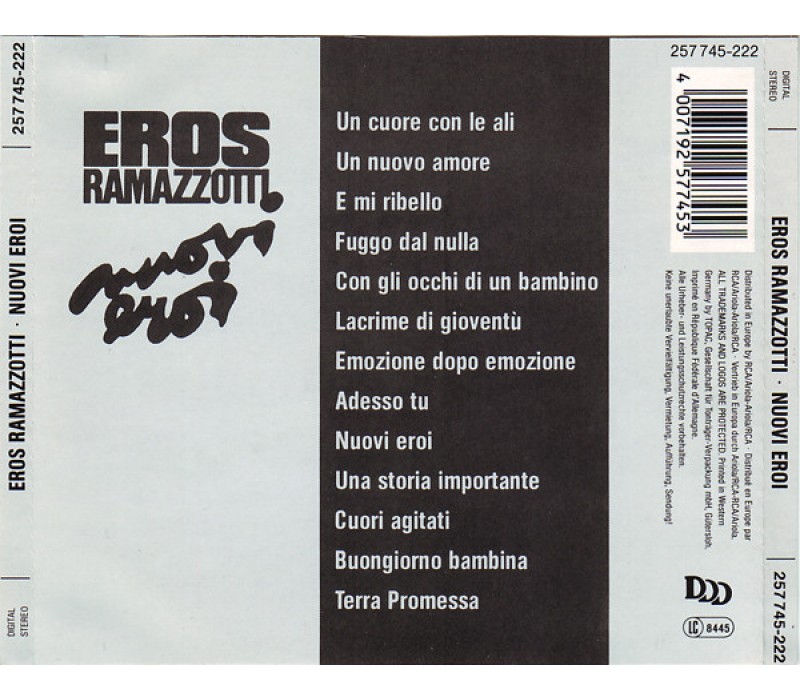 257745-222
EROS RAMAZZOTTI · NUOVI EROI
DIGITAL
STEREO
EROS
RAMAZZOTTI
nuovi
eroi
Un cuore con le ali
Un nuovo amore
E mi ribello
Fuggo dal nulla
Con gli occhi di un bambino
Lacrime di gioventù
Emozione dopo emozione
Adesso tu
Nuovi eroi
Una storia importante
Cuori agitati
Buongiorno bambina
Terra Promessa
257745-222
4 007192 577453
Distributed in Europe by RCA/Ariola-Ariola/RCA · Distribué en Europe par
RCA/Ariola-Ariola/RCA · Vertrieb in Europa durch Ariola/RCA-RCA/Ariola.
ALL TRADEMARKS AND LOGOS ARE PROTECTED. Printed in Western
Germany by TOPAC, Gesellschaft für Tonträger-Verpackung mbH, Gütersloh.
Imprimé en République Fédérale d'Allemagne.
Alle Urheber- und Leistungsschutzrechte vorbehalten.
Keine unerlaubte Vervielfältigung, Vermietung, Aufführung, Sendung!
DDD
LC 8445
DIGITAL
STEREO
EROS RAMAZZOTTI · NUOVI EROI
257745-222